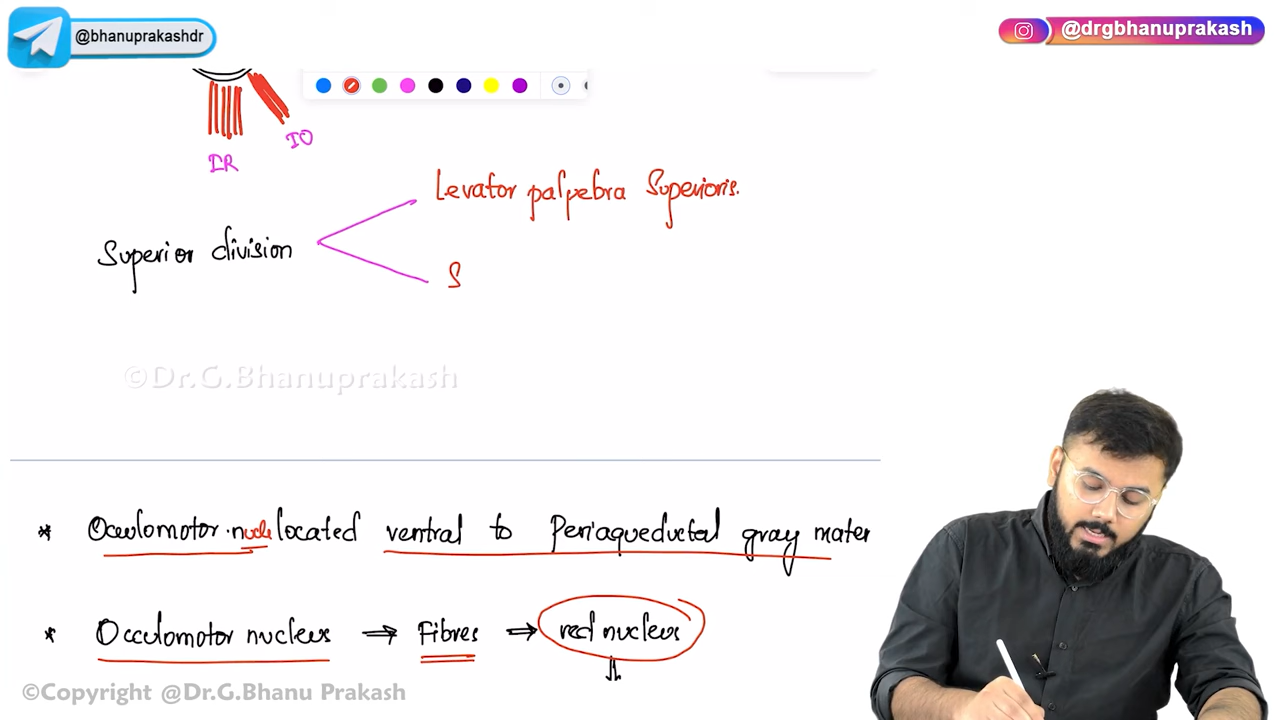 @bhanuprakashdr
@drgbhanuprakash
IO
IR
Levator palpebra Superioris.
Superior division
S
©Dr.G.Bhanuprakash
* Occulomotor nucle located ventral to Periaqueductal gray mater
* Occulomotor nucleus ⇒ Fibres ⇒ red nucleus
©Copyright @Dr.G.Bhanu Prakash